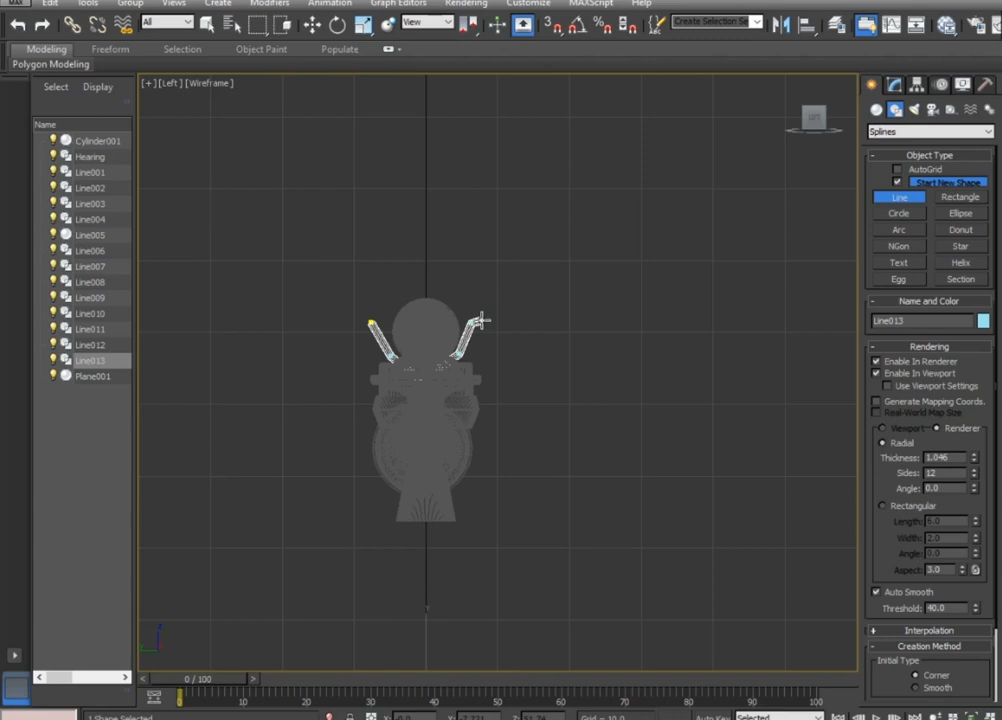 MAX Tools Group Views Create Modifiers Animation Graph Editors Rendering Customize MAXScript Help
All View Create Selection Se
Modeling Freeform Selection Object Paint Populate
Polygon Modeling
Select Display
[+][Left][Wireframe]
LEFT
Name
Cylinder001
Hearing
Line001
Line002
Line003
Line004
Line005
Line006
Line007
Line008
Line009
Line010
Line011
Line012
Line013
Plane001
Splines
- Object Type
AutoGrid
Start New Shape
Line Rectangle
Circle Ellipse
Arc Donut
NGon Star
Text Helix
Egg Section
- Name and Color
Line013
- Rendering
Enable In Renderer
Enable In Viewport
Use Viewport Settings
Generate Mapping Coords.
Real-World Map Size
Viewport Renderer
Radial
Thickness: 1.046
Sides: 12
Angle: 0.0
Rectangular
Length: 6.0
Width: 2.0
Angle: 0.0
Aspect: 3.0
Auto Smooth
Threshold: 40.0
+ Interpolation
- Creation Method
Initial Type
Corner
Smooth
z
0 / 100
0 10 20 30 40 50 60 70 80 90 100
1 Shape Selected X: Y: Z: 51.74 Grid = 10.0 Auto Key Selected